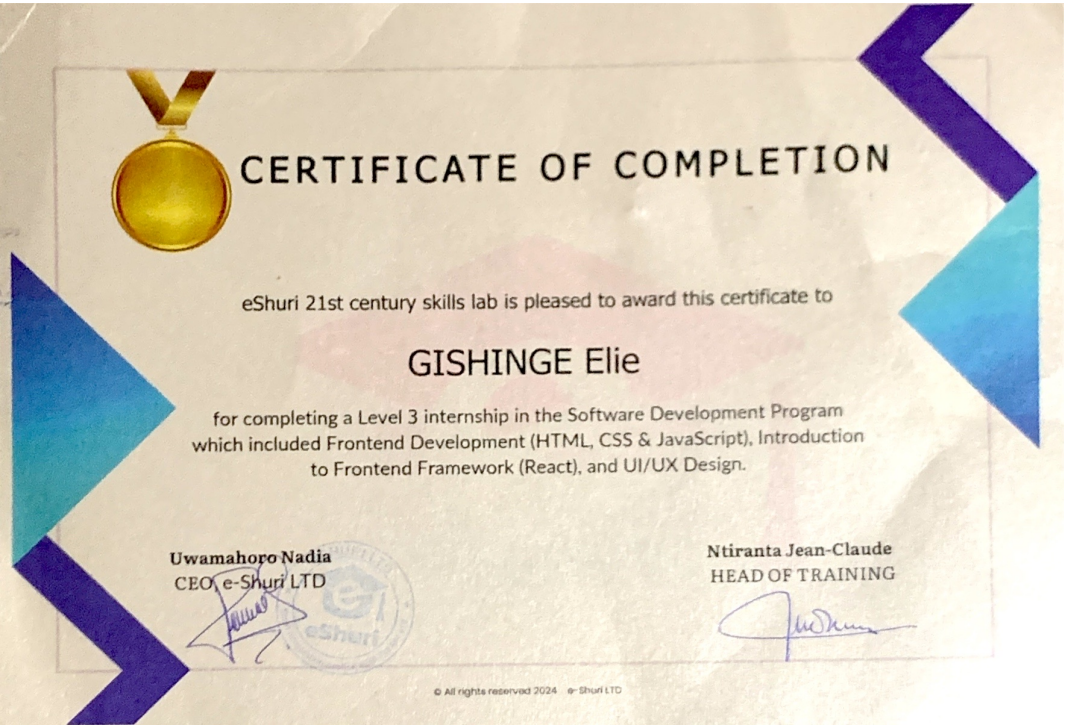 CERTIFICATE OF COMPLETION
eShuri 21st century skills lab is pleased to award this certificate to
GISHINGE Elie
for completing a Level 3 internship in the Software Development Program
which included Frontend Development (HTML, CSS & JavaScript), Introduction
to Frontend Framework (React), and UI/UX Design.
Uwamahoro Nadia
CEO, e-Shuri LTD
eShuri
Ntiranta Jean-Claude
HEAD OF TRAINING
© All rights reserved 2024 e-Shuri LTD